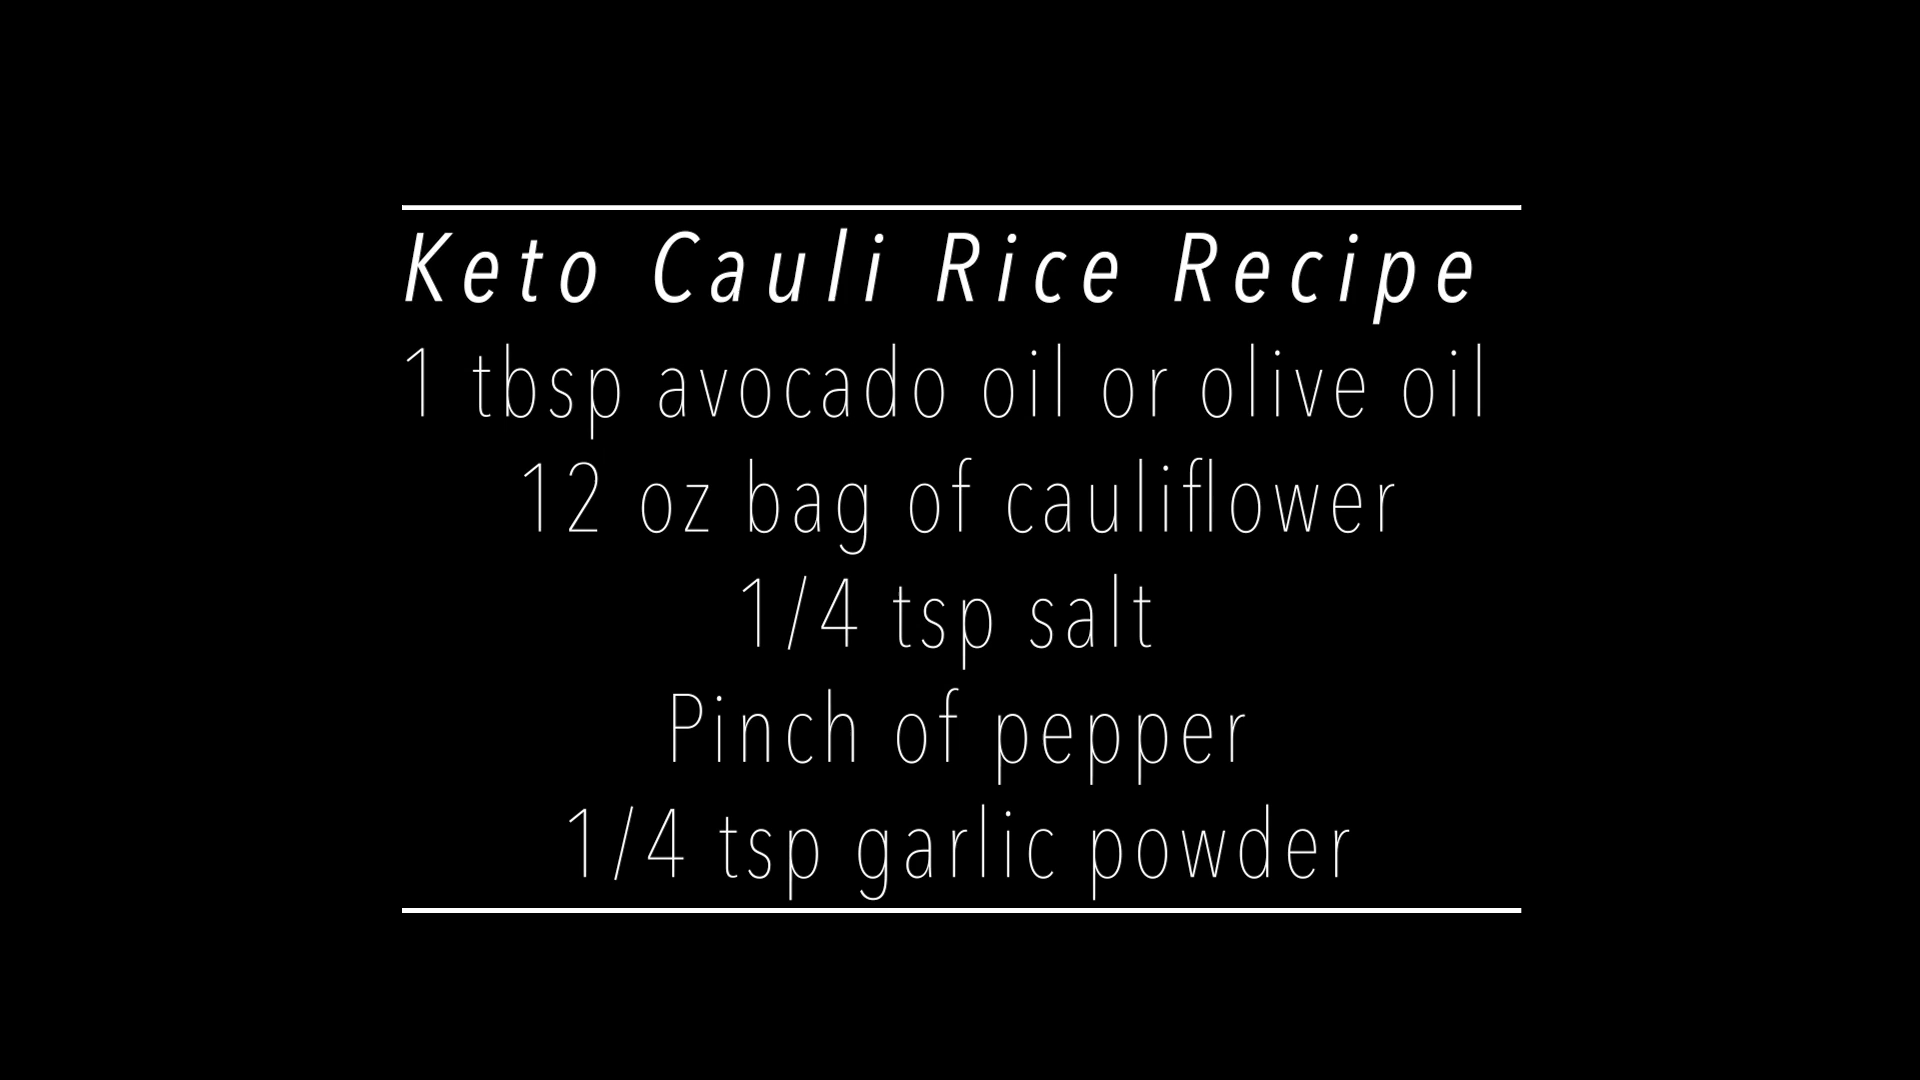 Keto Cauli Rice Recipe
1 tbsp avocado oil or olive oil
12 oz bag of cauliflower
1/4 tsp salt
Pinch of pepper
1/4 tsp garlic powder